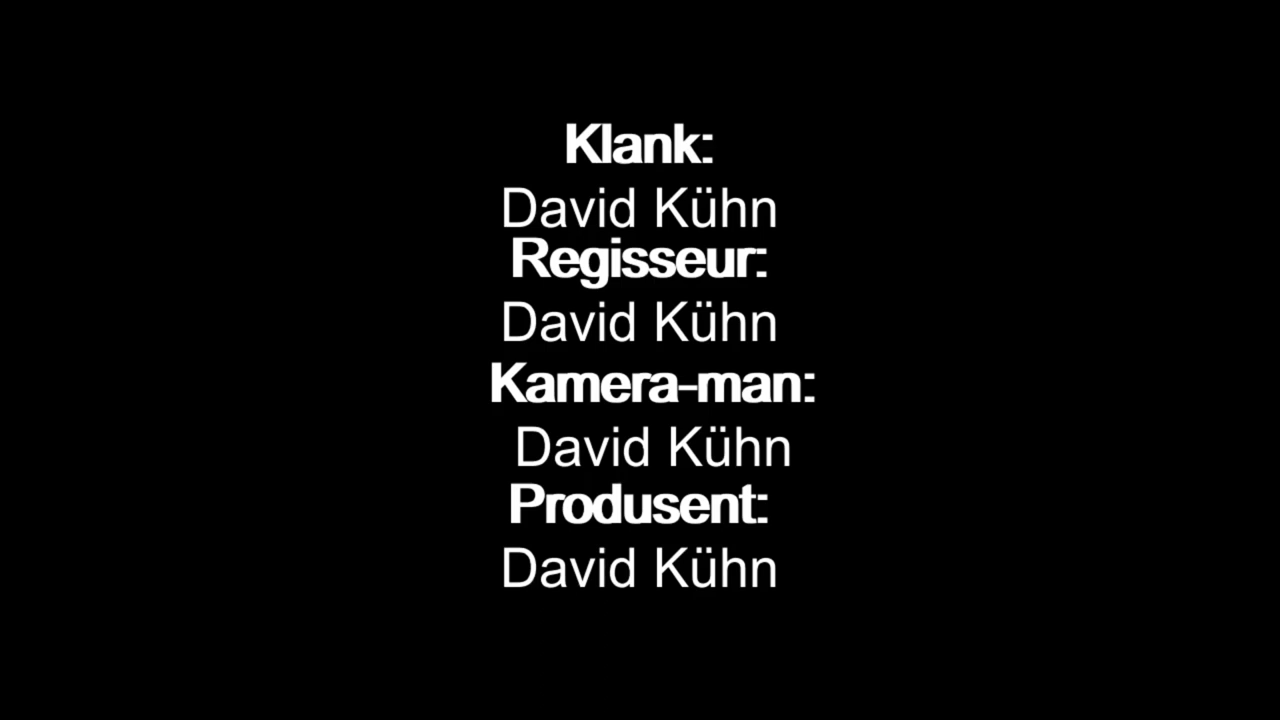 Klank:
David Kühn
Regisseur:
David Kühn
Kamera-man:
David Kühn
Produsent:
David Kühn